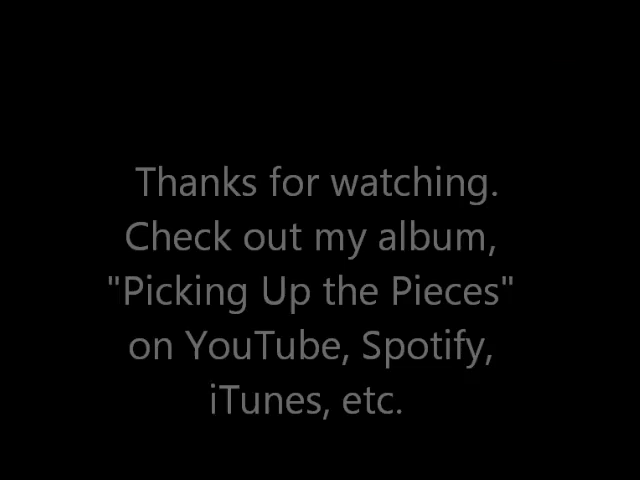 Thanks for watching.
Check out my album,
"Picking Up the Pieces"
on YouTube, Spotify,
iTunes, etc.